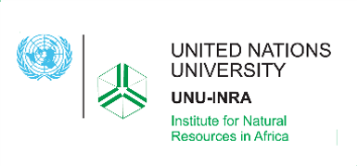 UNITED NATIONS
UNIVERSITY
UNU-INRA
Institute for Natural
Resources in Africa